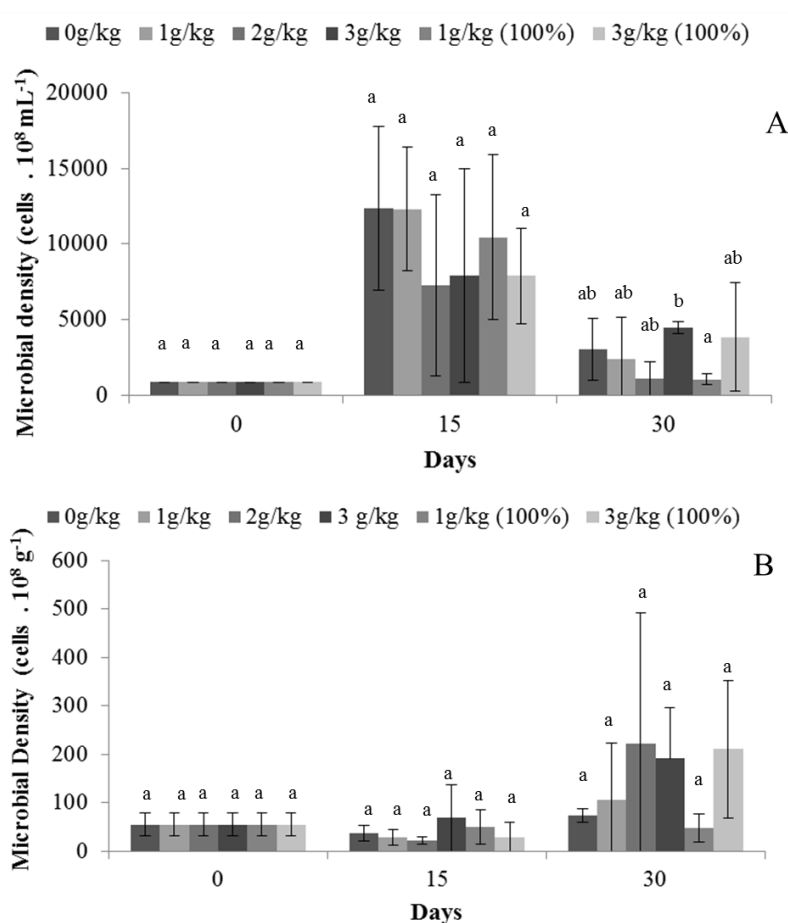 0g/kg 1g/kg 2g/kg 3g/kg 1g/kg (100%) 3g/kg (100%)
A
Microbial density (cells . 10⁸ mL⁻¹)
20000
15000
10000
5000
0
a a a a a a
a a a a a a
ab ab ab b a ab
0 15 30
Days
0g/kg 1g/kg 2g/kg 3 g/kg 1g/kg (100%) 3g/kg (100%)
B
Microbial Density (cells . 10⁸ g⁻¹)
600
500
400
300
200
100
0
a a a a a a
a a a a a a
a a a a a a
0 15 30
Days